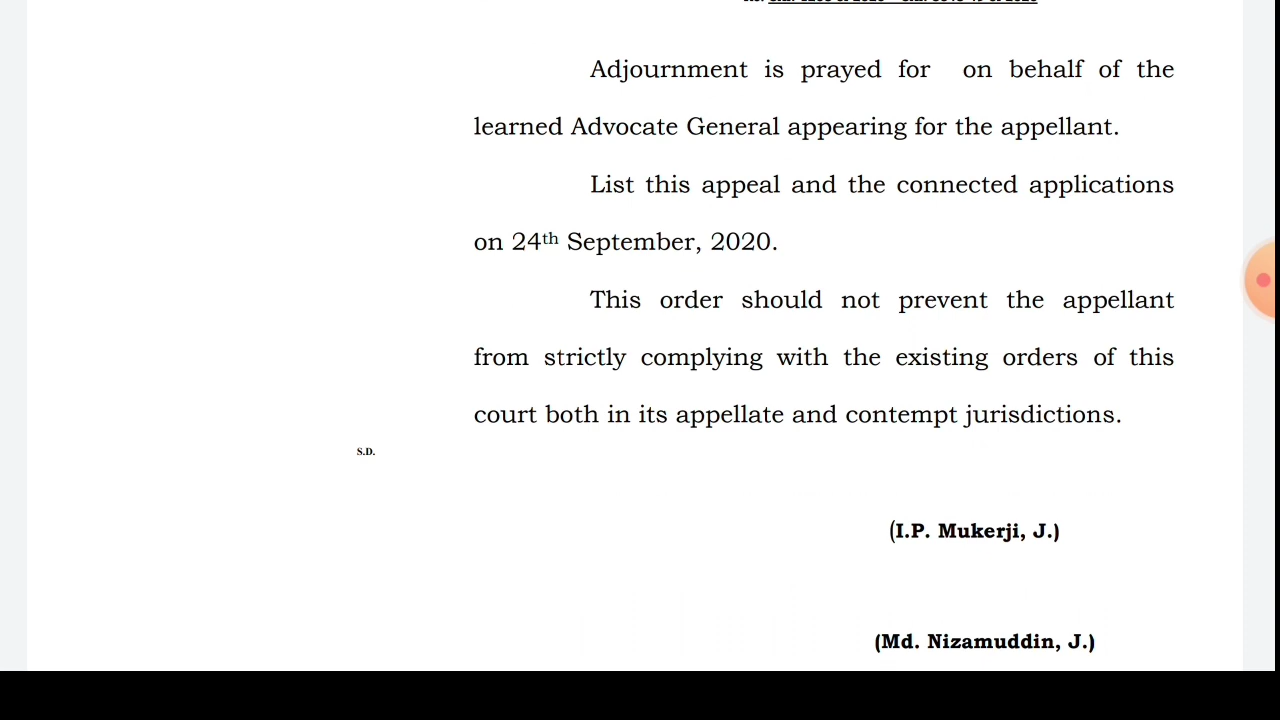 Adjournment is prayed for on behalf of the
learned Advocate General appearing for the appellant.
List this appeal and the connected applications
on 24th September, 2020.
This order should not prevent the appellant
from strictly complying with the existing orders of this
court both in its appellate and contempt jurisdictions.
S.D.
(I.P. Mukerji, J.)
(Md. Nizamuddin, J.)